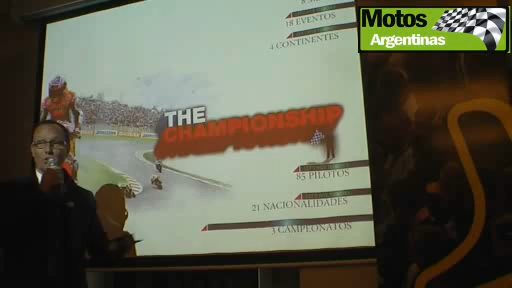 18 EVENTOS
4 CONTINENTES
Motos
Argentinas
THE
CHAMPIONSHIP
85 PILOTOS
21 NACIONALIDADES
3 CAMPEONATOS